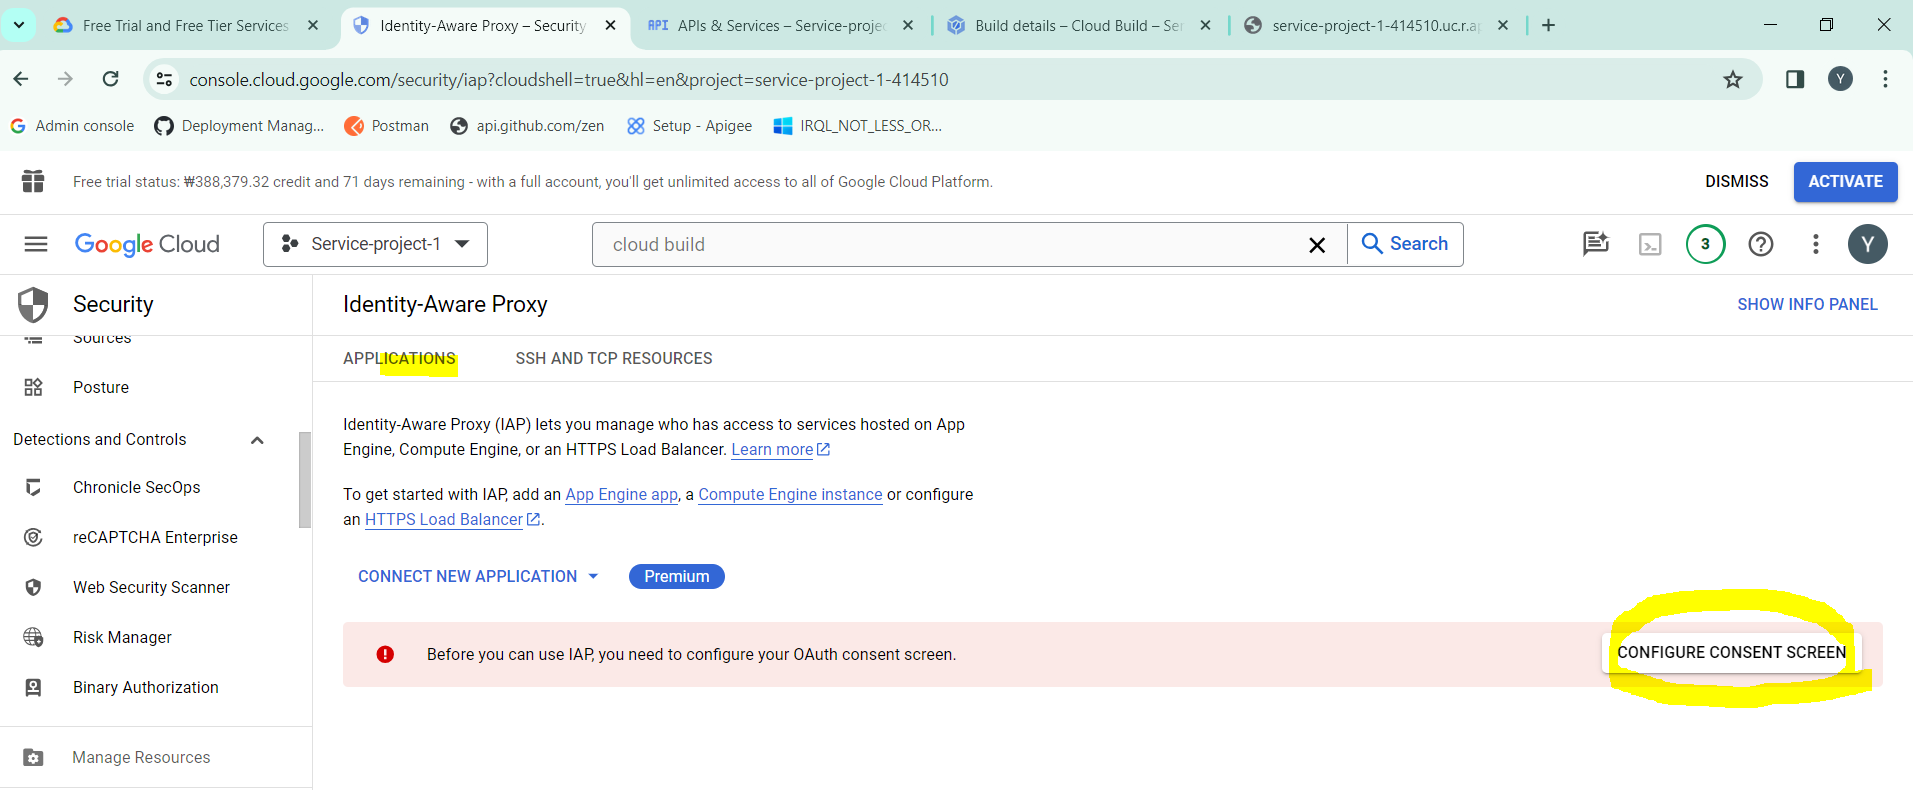 Free Trial and Free Tier Services
Identity-Aware Proxy – Security
API APIs & Services – Service-projec
Build details – Cloud Build – Ser
service-project-1-414510.uc.r.ap
console.cloud.google.com/security/iap?cloudshell=true&hl=en&project=service-project-1-414510
Y
Admin console
Deployment Manag...
Postman
api.github.com/zen
Setup - Apigee
IRQL_NOT_LESS_OR...
Free trial status: ₩388,379.32 credit and 71 days remaining - with a full account, you'll get unlimited access to all of Google Cloud Platform.
DISMISS
ACTIVATE
Google Cloud
Service-project-1
cloud build
Search
3
Y
Security
Identity-Aware Proxy
SHOW INFO PANEL
Sources
Posture
Detections and Controls
Chronicle SecOps
reCAPTCHA Enterprise
Web Security Scanner
Risk Manager
Binary Authorization
Manage Resources
APPLICATIONS
SSH AND TCP RESOURCES
Identity-Aware Proxy (IAP) lets you manage who has access to services hosted on App
Engine, Compute Engine, or an HTTPS Load Balancer. Learn more
To get started with IAP, add an App Engine app, a Compute Engine instance or configure
an HTTPS Load Balancer.
CONNECT NEW APPLICATION
Premium
Before you can use IAP, you need to configure your OAuth consent screen.
CONFIGURE CONSENT SCREEN